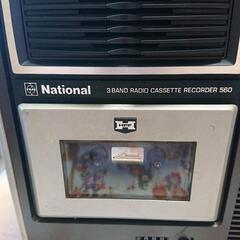 National
3 BAND RADIO CASSETTE RECORDER 560